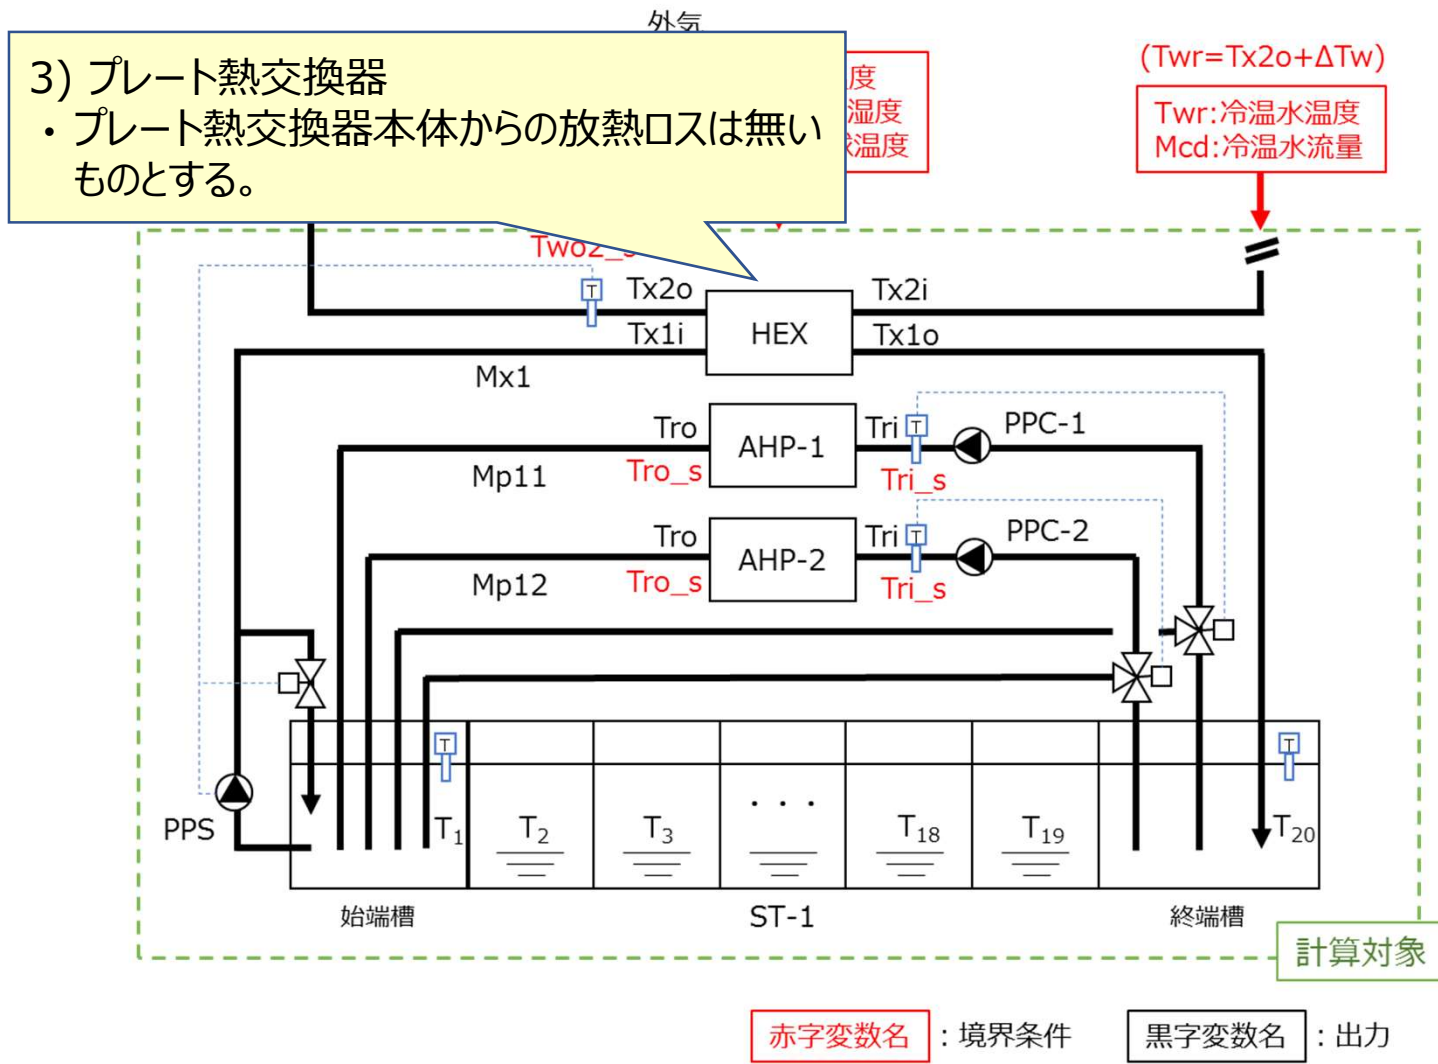 外気
3) プレート熱交換器
・ プレート熱交換器本体からの放熱ロスは無い
ものとする。
度
湿度
温度
(Twr=Tx2o+ΔTw)
Twr:冷温水温度
Mcd:冷温水流量
Two2_s
T
Tx2o
Tx1i
HEX
Tx2i
Tx1o
Mx1
Tro
Tro_s
AHP-1
Tri
T
Tri_s
PPC-1
Mp11
Tro
Tro_s
AHP-2
Tri
T
Tri_s
PPC-2
Mp12
PPS
T
T1
T2
T3
・・・
T18
T19
T
T20
始端槽
ST-1
終端槽
計算対象
赤字変数名 : 境界条件
黒字変数名 : 出力